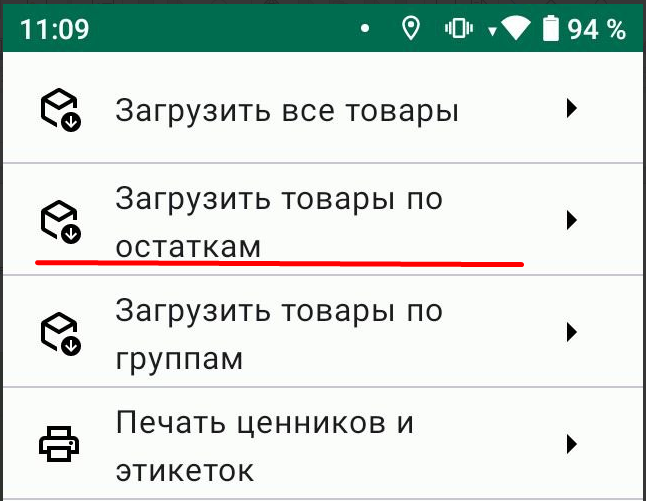 11:09
94 %
Загрузить все товары
Загрузить товары по
остаткам
Загрузить товары по
группам
Печать ценников и
этикеток